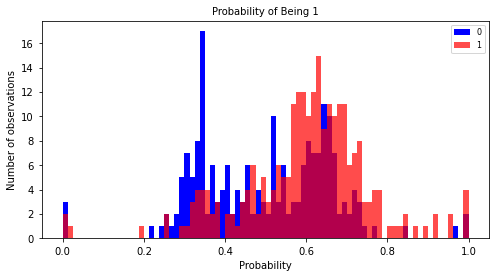 Probability of Being 1
0
1
Number of observations
16
14
12
10
8
6
4
2
0
0.0 0.2 0.4 0.6 0.8 1.0
Probability